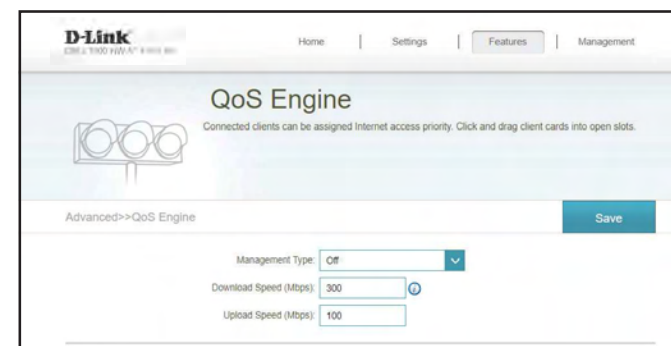 D-Link
Home | Settings | Features | Management
QoS Engine
Connected clients can be assigned Internet access priority. Click and drag client cards into open slots.
Advanced>>QoS Engine
Save
Management Type: Off
Download Speed (Mbps): 300
Upload Speed (Mbps): 100